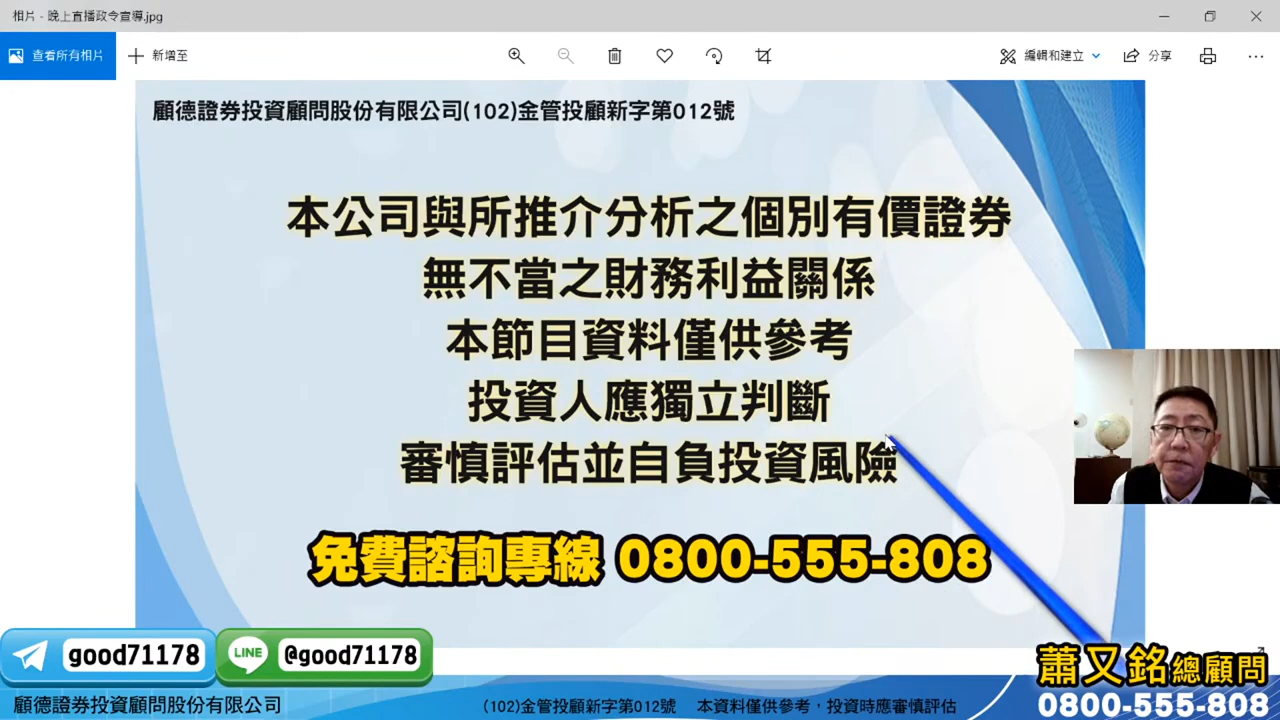 相片 - 晚上直播政令宣導.jpg
查看所有相片
新增至
編輯和建立
分享
顧德證券投資顧問股份有限公司(102)金管投顧新字第012號
本公司與所推介分析之個別有價證券
無不當之財務利益關係
本節目資料僅供參考
投資人應獨立判斷
審慎評估並自負投資風險
免費諮詢專線 0800-555-808
good71178
LINE
@good71178
蕭又銘總顧問
0800-555-808
顧德證券投資顧問股份有限公司
(102)金管投顧新字第012號 本資料僅供參考，投資時應審慎評估